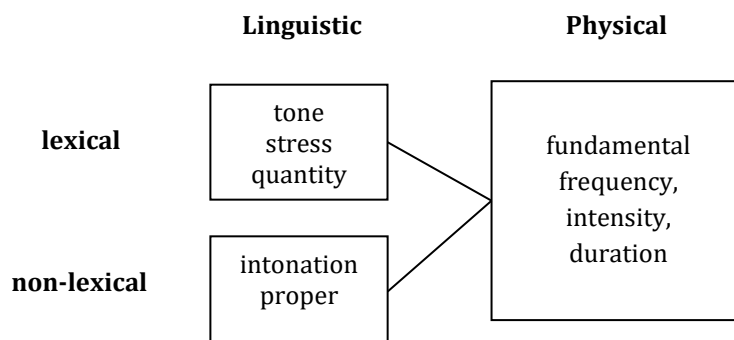 Linguistic Physical
lexical
tone
stress
quantity
non-lexical
intonation
proper
fundamental
frequency,
intensity,
duration